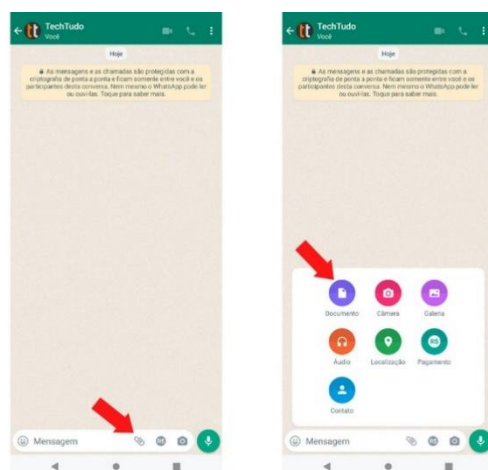 TechTudo
Você
Hoje
As mensagens e as chamadas são protegidas com a
criptografia de ponta a ponta e ficam somente entre você e os
participantes desta conversa. Nem mesmo o WhatsApp pode ler
ou ouvi-las. Toque para saber mais.
Mensagem
TechTudo
Você
Hoje
As mensagens e as chamadas são protegidas com a
criptografia de ponta a ponta e ficam somente entre você e os
participantes desta conversa. Nem mesmo o WhatsApp pode ler
ou ouvi-las. Toque para saber mais.
Documento Câmera Galeria
Áudio Localização Pagamento
Contato
Mensagem